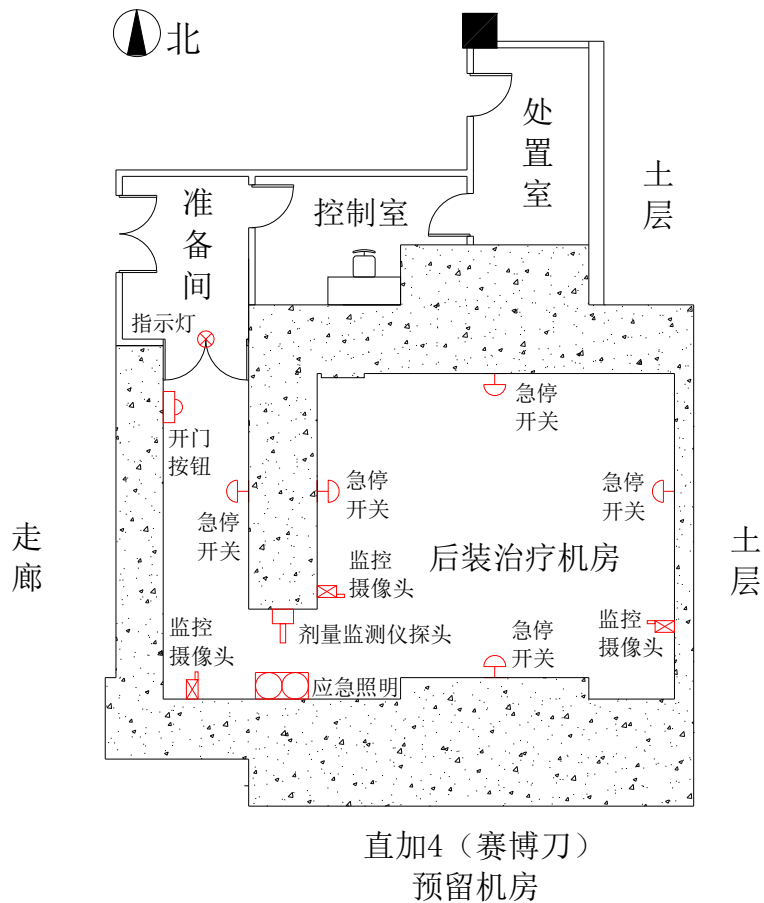 北
处
置
室
土
层
准
备
间
控制室
指示灯
急停
开关
开门
按钮
急停
开关
急停
开关
急停
开关
走
廊
后装治疗机房
土
层
监控
摄像头
监控
摄像头
剂量监测仪探头
急停
开关
监控
摄像头
应急照明
直加4（赛博刀）
预留机房